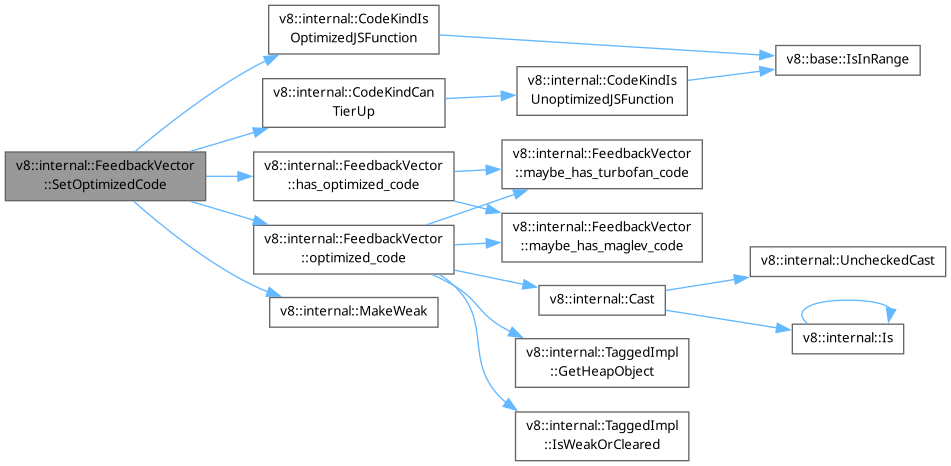 v8::internal::CodeKindIs
OptimizedJSFunction
v8::base::IsInRange
v8::internal::CodeKindIs
UnoptimizedJSFunction
v8::internal::CodeKindCan
TierUp
v8::internal::FeedbackVector
::SetOptimizedCode
v8::internal::FeedbackVector
::has_optimized_code
v8::internal::FeedbackVector
::maybe_has_turbofan_code
v8::internal::FeedbackVector
::maybe_has_maglev_code
v8::internal::FeedbackVector
::optimized_code
v8::internal::UncheckedCast
v8::internal::Cast
v8::internal::MakeWeak
v8::internal::Is
v8::internal::TaggedImpl
::GetHeapObject
v8::internal::TaggedImpl
::IsWeakOrCleared